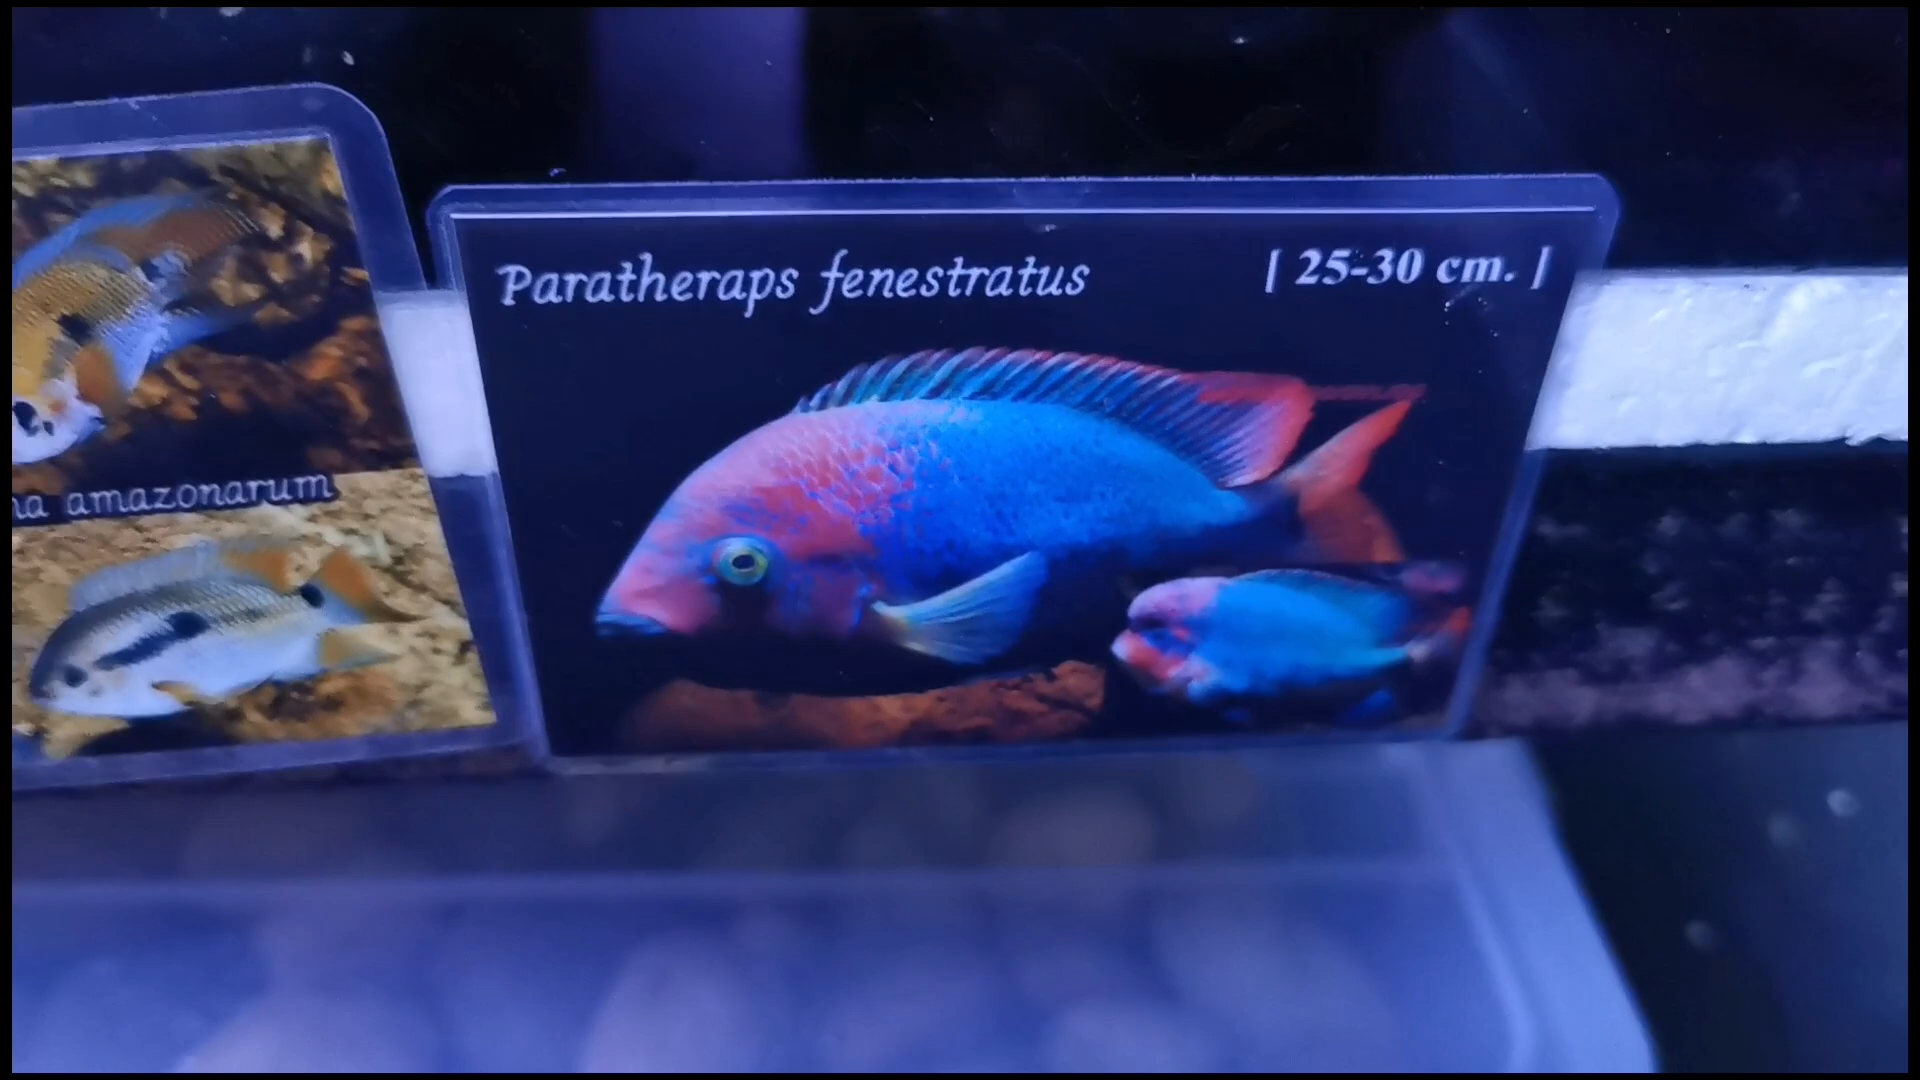 Paratheraps fenestratus
[ 25-30 cm. ]
amazonarum